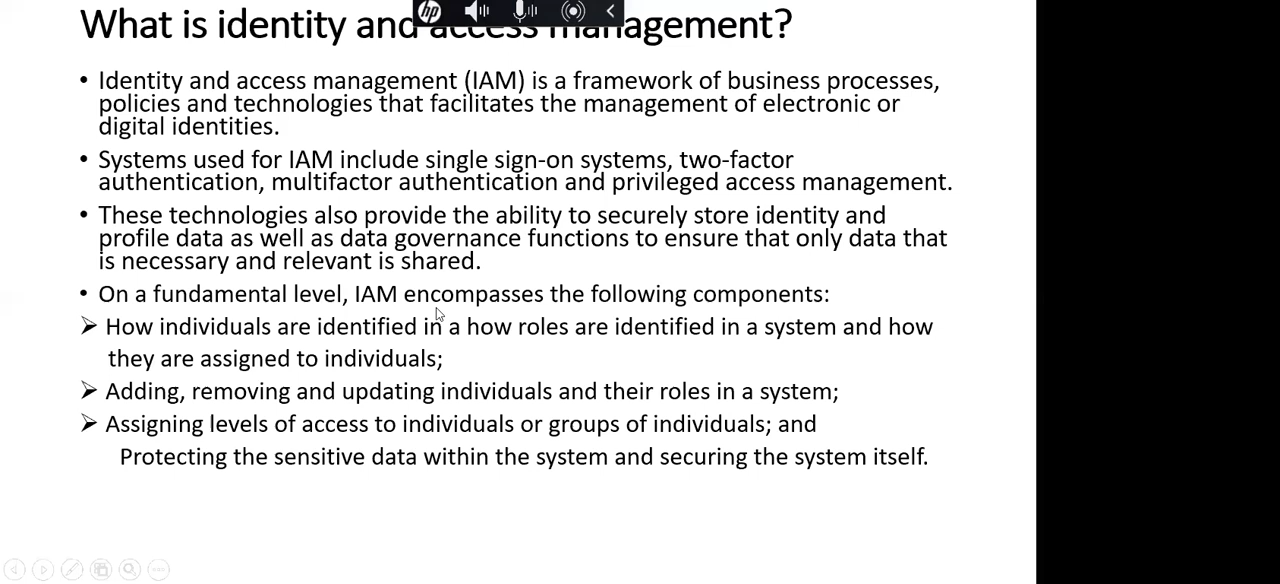 What is identity and access management?
hp
• Identity and access management (IAM) is a framework of business processes,
policies and technologies that facilitates the management of electronic or
digital identities.
• Systems used for IAM include single sign-on systems, two-factor
authentication, multifactor authentication and privileged access management.
• These technologies also provide the ability to securely store identity and
profile data as well as data governance functions to ensure that only data that
is necessary and relevant is shared.
• On a fundamental level, IAM encompasses the following components:
➢ How individuals are identified in a how roles are identified in a system and how
they are assigned to individuals;
➢ Adding, removing and updating individuals and their roles in a system;
➢ Assigning levels of access to individuals or groups of individuals; and
Protecting the sensitive data within the system and securing the system itself.